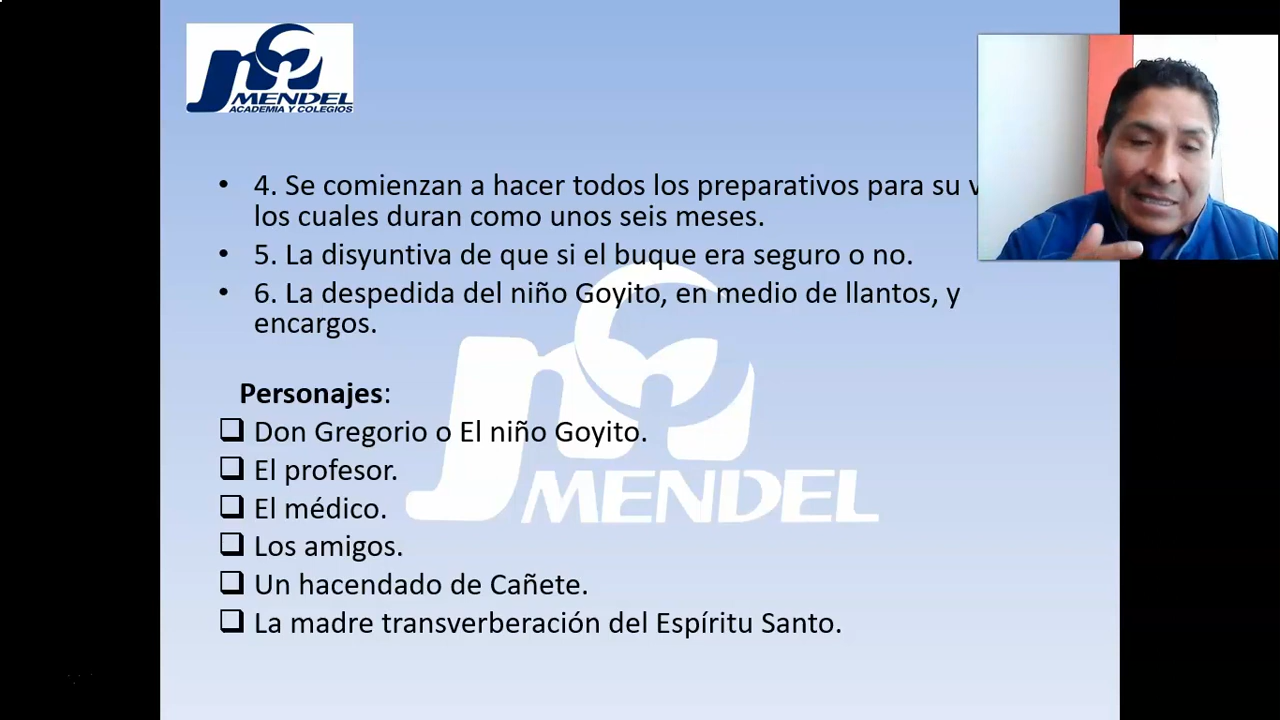 MENDEL
ACADEMIA Y COLEGIOS
• 4. Se comienzan a hacer todos los preparativos para su
los cuales duran como unos seis meses.
• 5. La disyuntiva de que si el buque era seguro o no.
• 6. La despedida del niño Goyito, en medio de llantos, y
encargos.
Personajes:
❑ Don Gregorio o El niño Goyito.
❑ El profesor.
❑ El médico.
❑ Los amigos.
❑ Un hacendado de Cañete.
❑ La madre transverberación del Espíritu Santo.
MENDEL